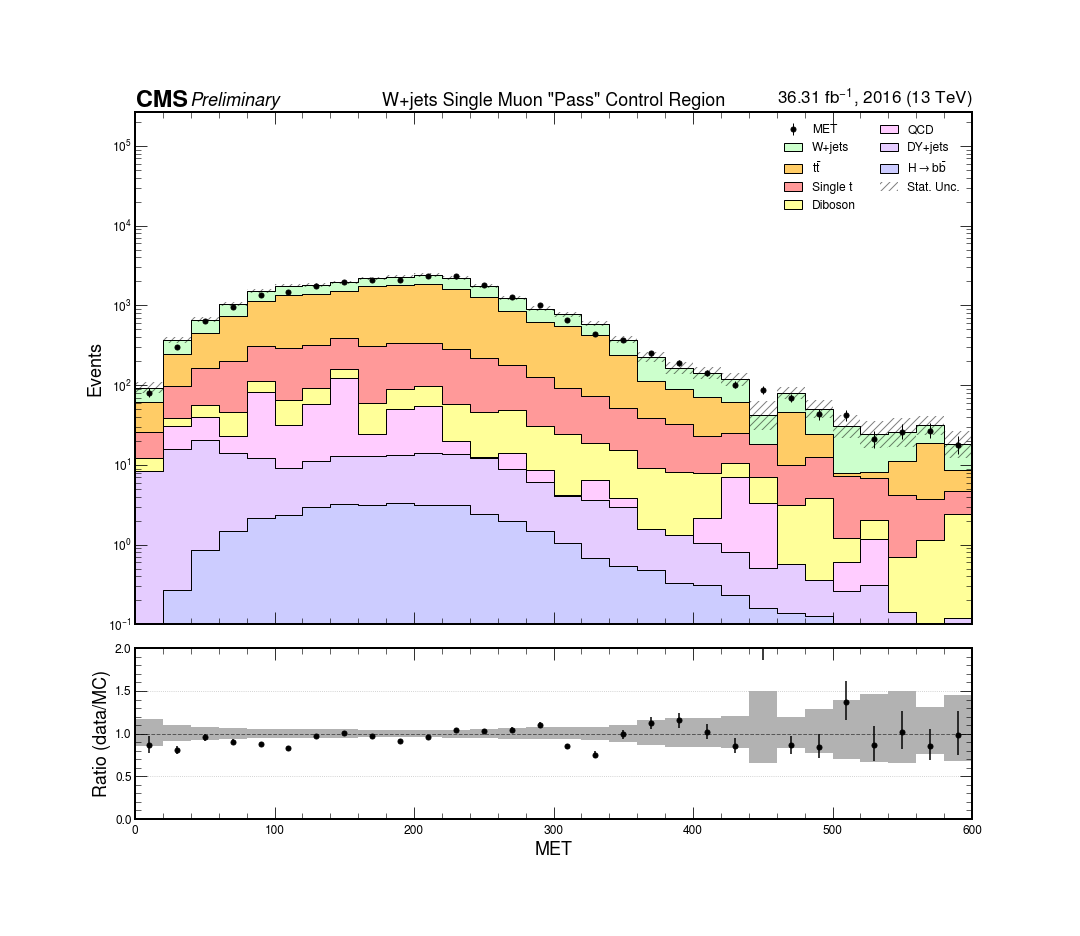 CMS Preliminary W+jets Single Muon "Pass" Control Region 36.31 fb⁻¹, 2016 (13 TeV)
MET QCD
W+jets DY+jets
tt̄ H→bb̄
Single t Stat. Unc.
Diboson
10⁵
10⁴
10³
10²
10¹
10⁰
10⁻¹
Events
2.0
1.5
1.0
0.5
0.0
Ratio (data/MC)
0 100 200 300 400 500 600
MET